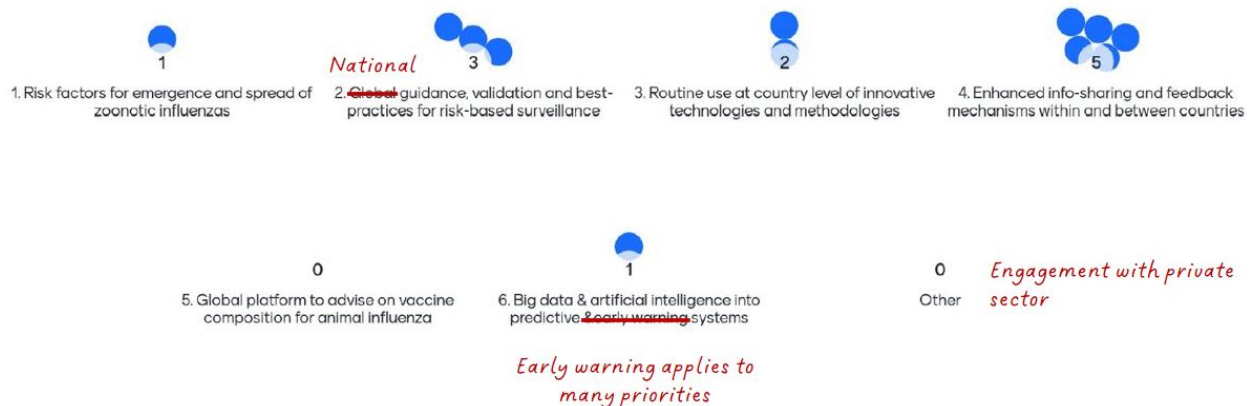 1
1. Risk factors for emergence and spread of
zoonotic influenzas
National
3
2. Global guidance, validation and best-
practices for risk-based surveillance
2
3. Routine use at country level of innovative
technologies and methodologies
5
4. Enhanced info-sharing and feedback
mechanisms within and between countries
0
5. Global platform to advise on vaccine
composition for animal influenza
1
6. Big data & artificial intelligence into
predictive & early warning systems
Early warning applies to
many priorities
0
Other
Engagement with private
sector